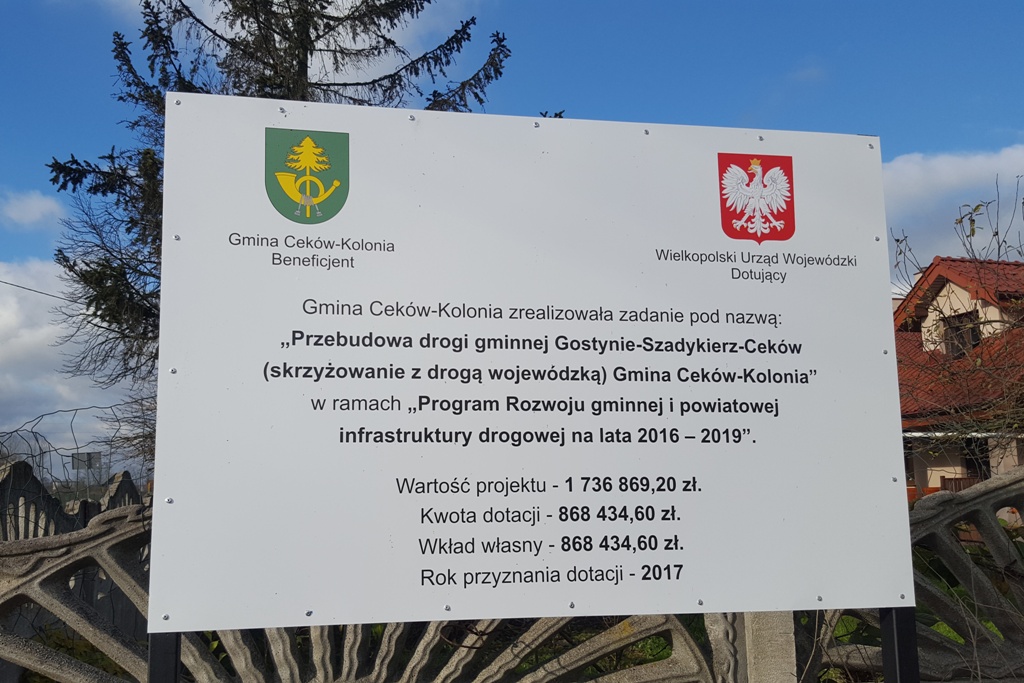 Gmina Ceków-Kolonia
Beneficjent
Wielkopolski Urząd Wojewódzki
Dotujący
Gmina Ceków-Kolonia zrealizowała zadanie pod nazwą:
„Przebudowa drogi gminnej Gostynie-Szadykierz-Ceków
(skrzyżowanie z drogą wojewódzką) Gmina Ceków-Kolonia”
w ramach „Program Rozwoju gminnej i powiatowej
infrastruktury drogowej na lata 2016 – 2019”.
Wartość projektu - 1 736 869,20 zł.
Kwota dotacji - 868 434,60 zł.
Wkład własny - 868 434,60 zł.
Rok przyznania dotacji - 2017